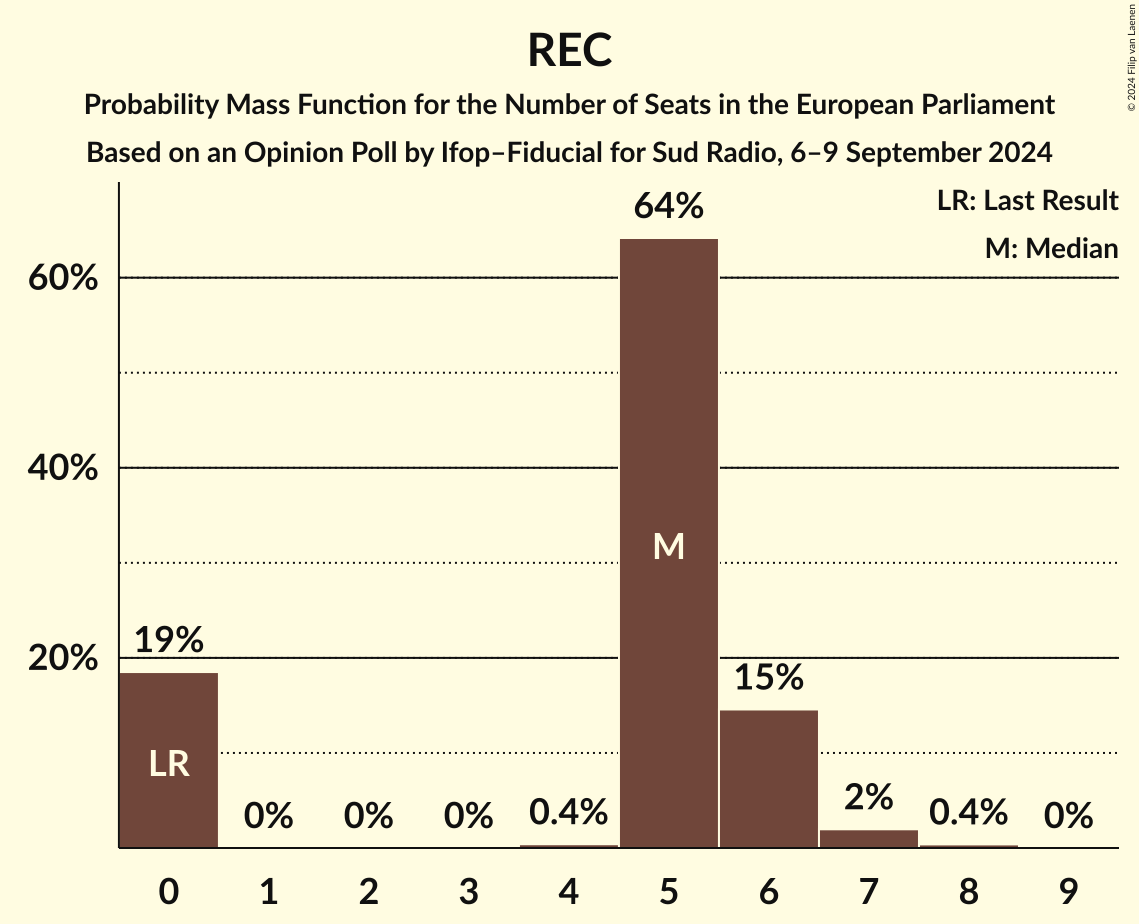 REC
Probability Mass Function for the Number of Seats in the European Parliament
Based on an Opinion Poll by Ifop–Fiducial for Sud Radio, 6–9 September 2024
© 2024 Filip van Laenen
LR: Last Result
M: Median
60%
40%
20%
19%
0%
0%
0%
0.4%
64%
15%
2%
0.4%
0%
LR
M
0 1 2 3 4 5 6 7 8 9